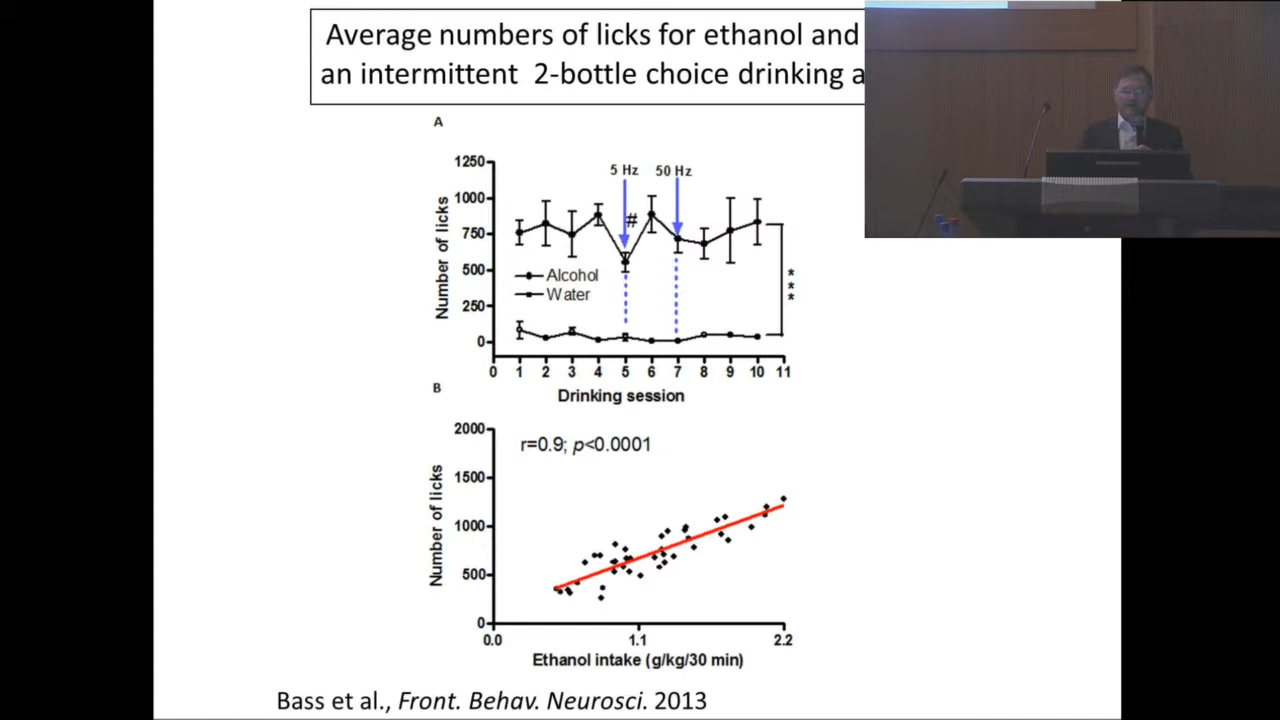 Average numbers of licks for ethanol and
an intermittent 2-bottle choice drinking
A
1250
1000
750
500
250
0
Number of licks
5 Hz
50 Hz
#
Alcohol
Water
***
0 1 2 3 4 5 6 7 8 9 10 11
Drinking session
B
2000
1500
1000
500
0
Number of licks
r=0.9; p<0.0001
0.0 1.1 2.2
Ethanol intake (g/kg/30 min)
Bass et al., Front. Behav. Neurosci. 2013